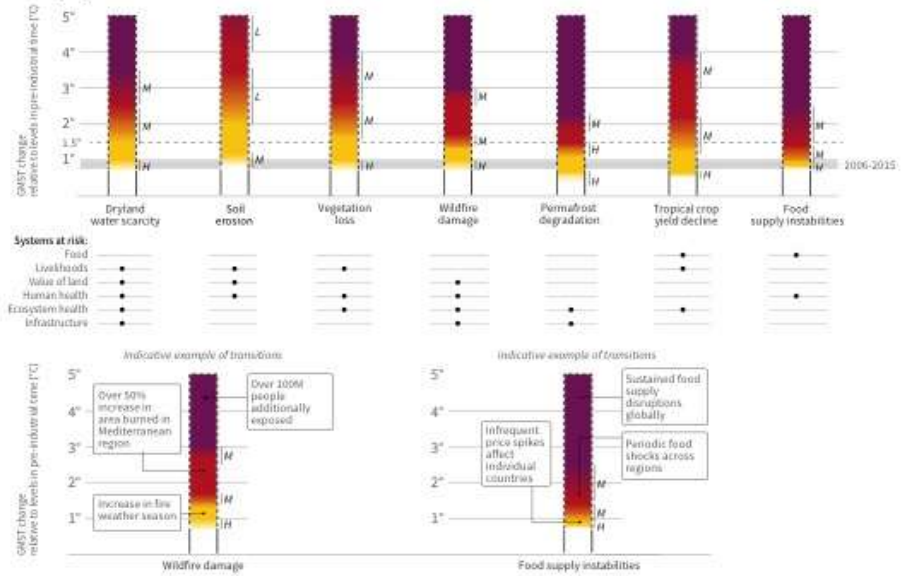 GMST change
relative to levels in pre-industrial time (°C)
5°
4°
3°
2°
1.5°
1°
M
M
H
L
L
M
M
M
H
M
M
H
M
H
H
M
M
H
M
M
H
2006-2015
Dryland
water scarcity
Soil
erosion
Vegetation
loss
Wildfire
damage
Permafrost
degradation
Tropical crop
yield decline
Food
supply instabilities
Systems at risk:
Food
Livelihoods
Value of land
Human health
Ecosystem health
Infrastructure
Indicative example of transitions
Indicative example of transitions
GMST change
relative to levels in pre-industrial time (°C)
5°
4°
3°
2°
1°
Over 50%
increase in
area burned in
Mediterranean
region
Over 100M
people
additionally
exposed
Increase in fire
weather season
M
M
H
Wildfire damage
5°
4°
3°
2°
1°
Infrequent
price spikes
affect
individual
countries
Sustained food
supply
disruptions
globally
Periodic food
shocks across
regions
M
M
H
Food supply instabilities